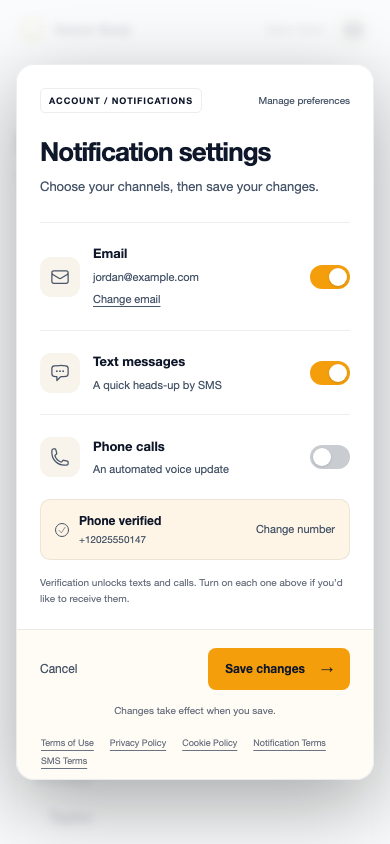 ACCOUNT / NOTIFICATIONS
Manage preferences
Notification settings
Choose your channels, then save your changes.
Email
jordan@example.com
Change email
Text messages
A quick heads-up by SMS
Phone calls
An automated voice update
Phone verified
+12025550147
Change number
Verification unlocks texts and calls. Turn on each one above if you'd
like to receive them.
Cancel
Save changes →
Changes take effect when you save.
Terms of Use Privacy Policy Cookie Policy Notification Terms
SMS Terms